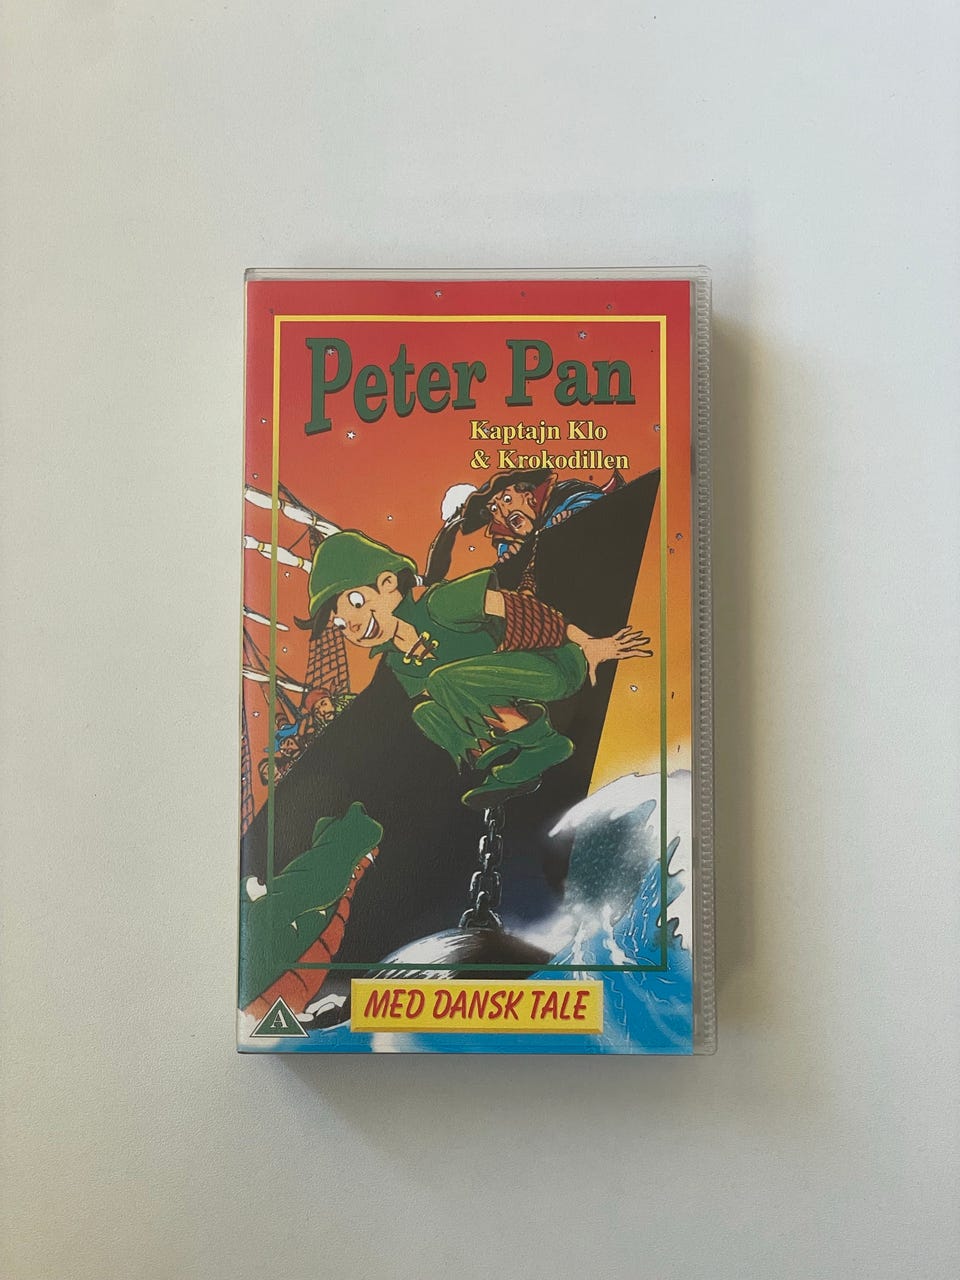 Peter Pan
Kaptajn Klo
& Krokodillen
MED DANSK TALE
A